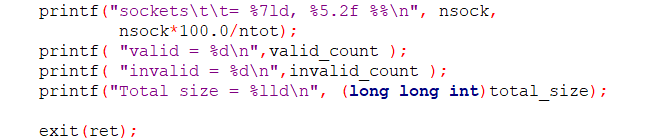 printf("sockets\t\t= %7ld, %5.2f %%\n", nsock,
nsock*100.0/ntot);
printf( "valid = %d\n",valid_count );
printf( "invalid = %d\n",invalid_count );
printf("Total size = %lld\n", (long long int)total_size);
exit(ret);